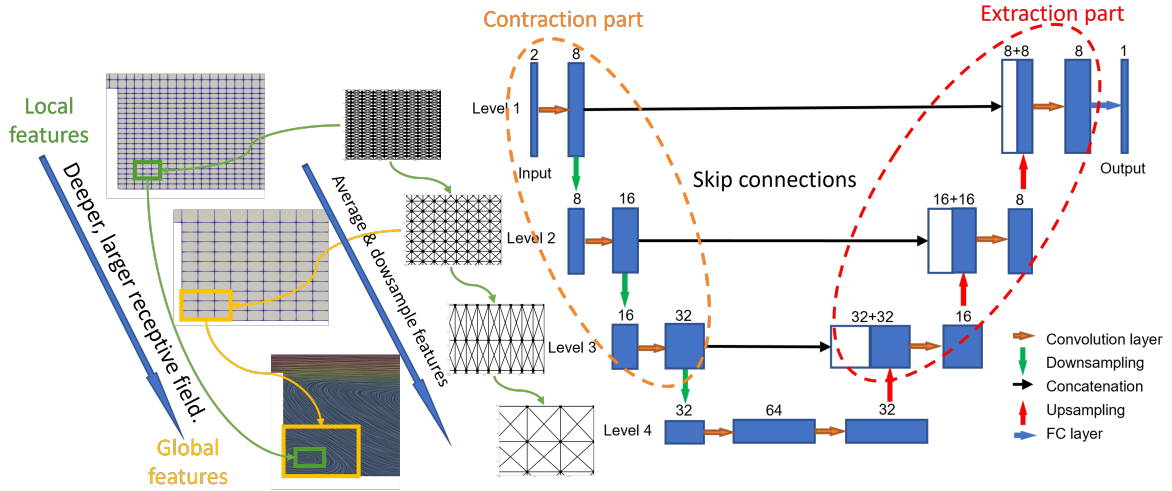 Contraction part
Extraction part
Local
features
Deeper, larger receptive field.
Global
features
Average & dowsample features
2
8
8+8
8
1
Level 1
Input
Output
Skip connections
8
16
16+16
8
Level 2
16
32
32+32
16
Level 3
32
64
32
Level 4
Convolution layer
Downsampling
Concatenation
Upsampling
FC layer